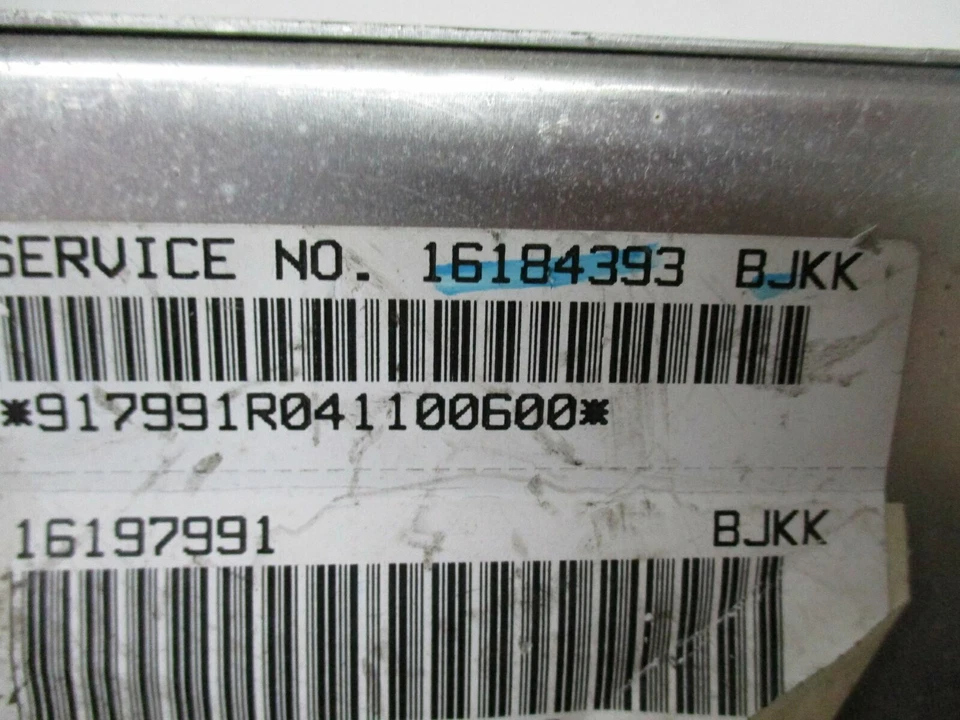 SERVICE NO. 16184393 BJKK
*917991R041100600*
16197991 BJKK